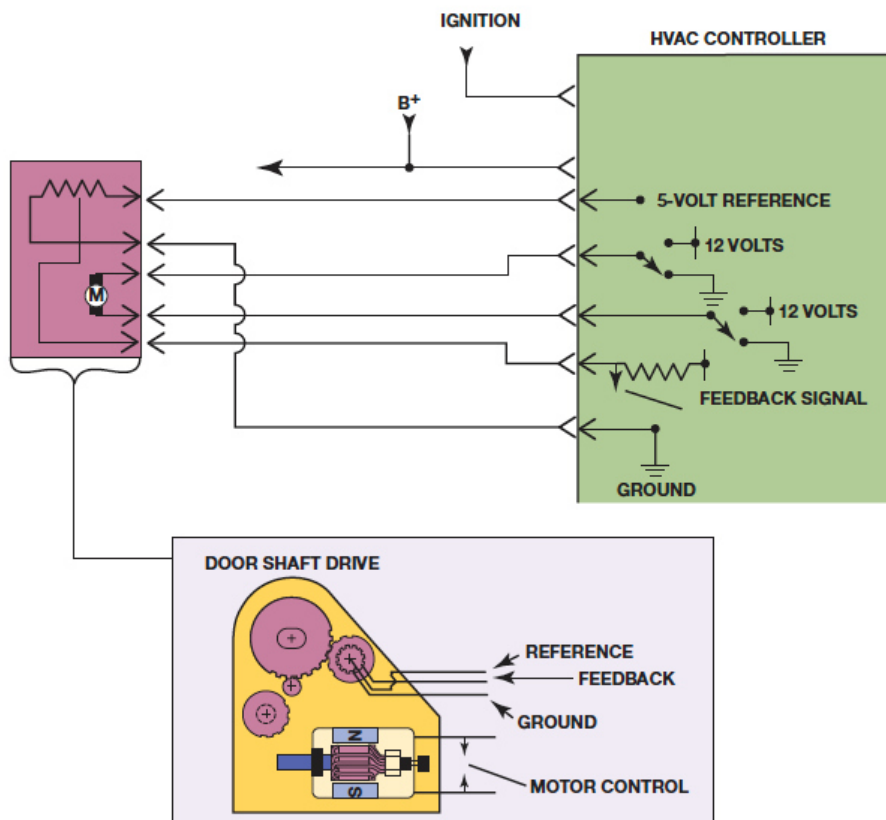 IGNITION
HVAC CONTROLLER
B+
5-VOLT REFERENCE
12 VOLTS
12 VOLTS
M
FEEDBACK SIGNAL
GROUND
DOOR SHAFT DRIVE
REFERENCE
FEEDBACK
GROUND
N
S
MOTOR CONTROL